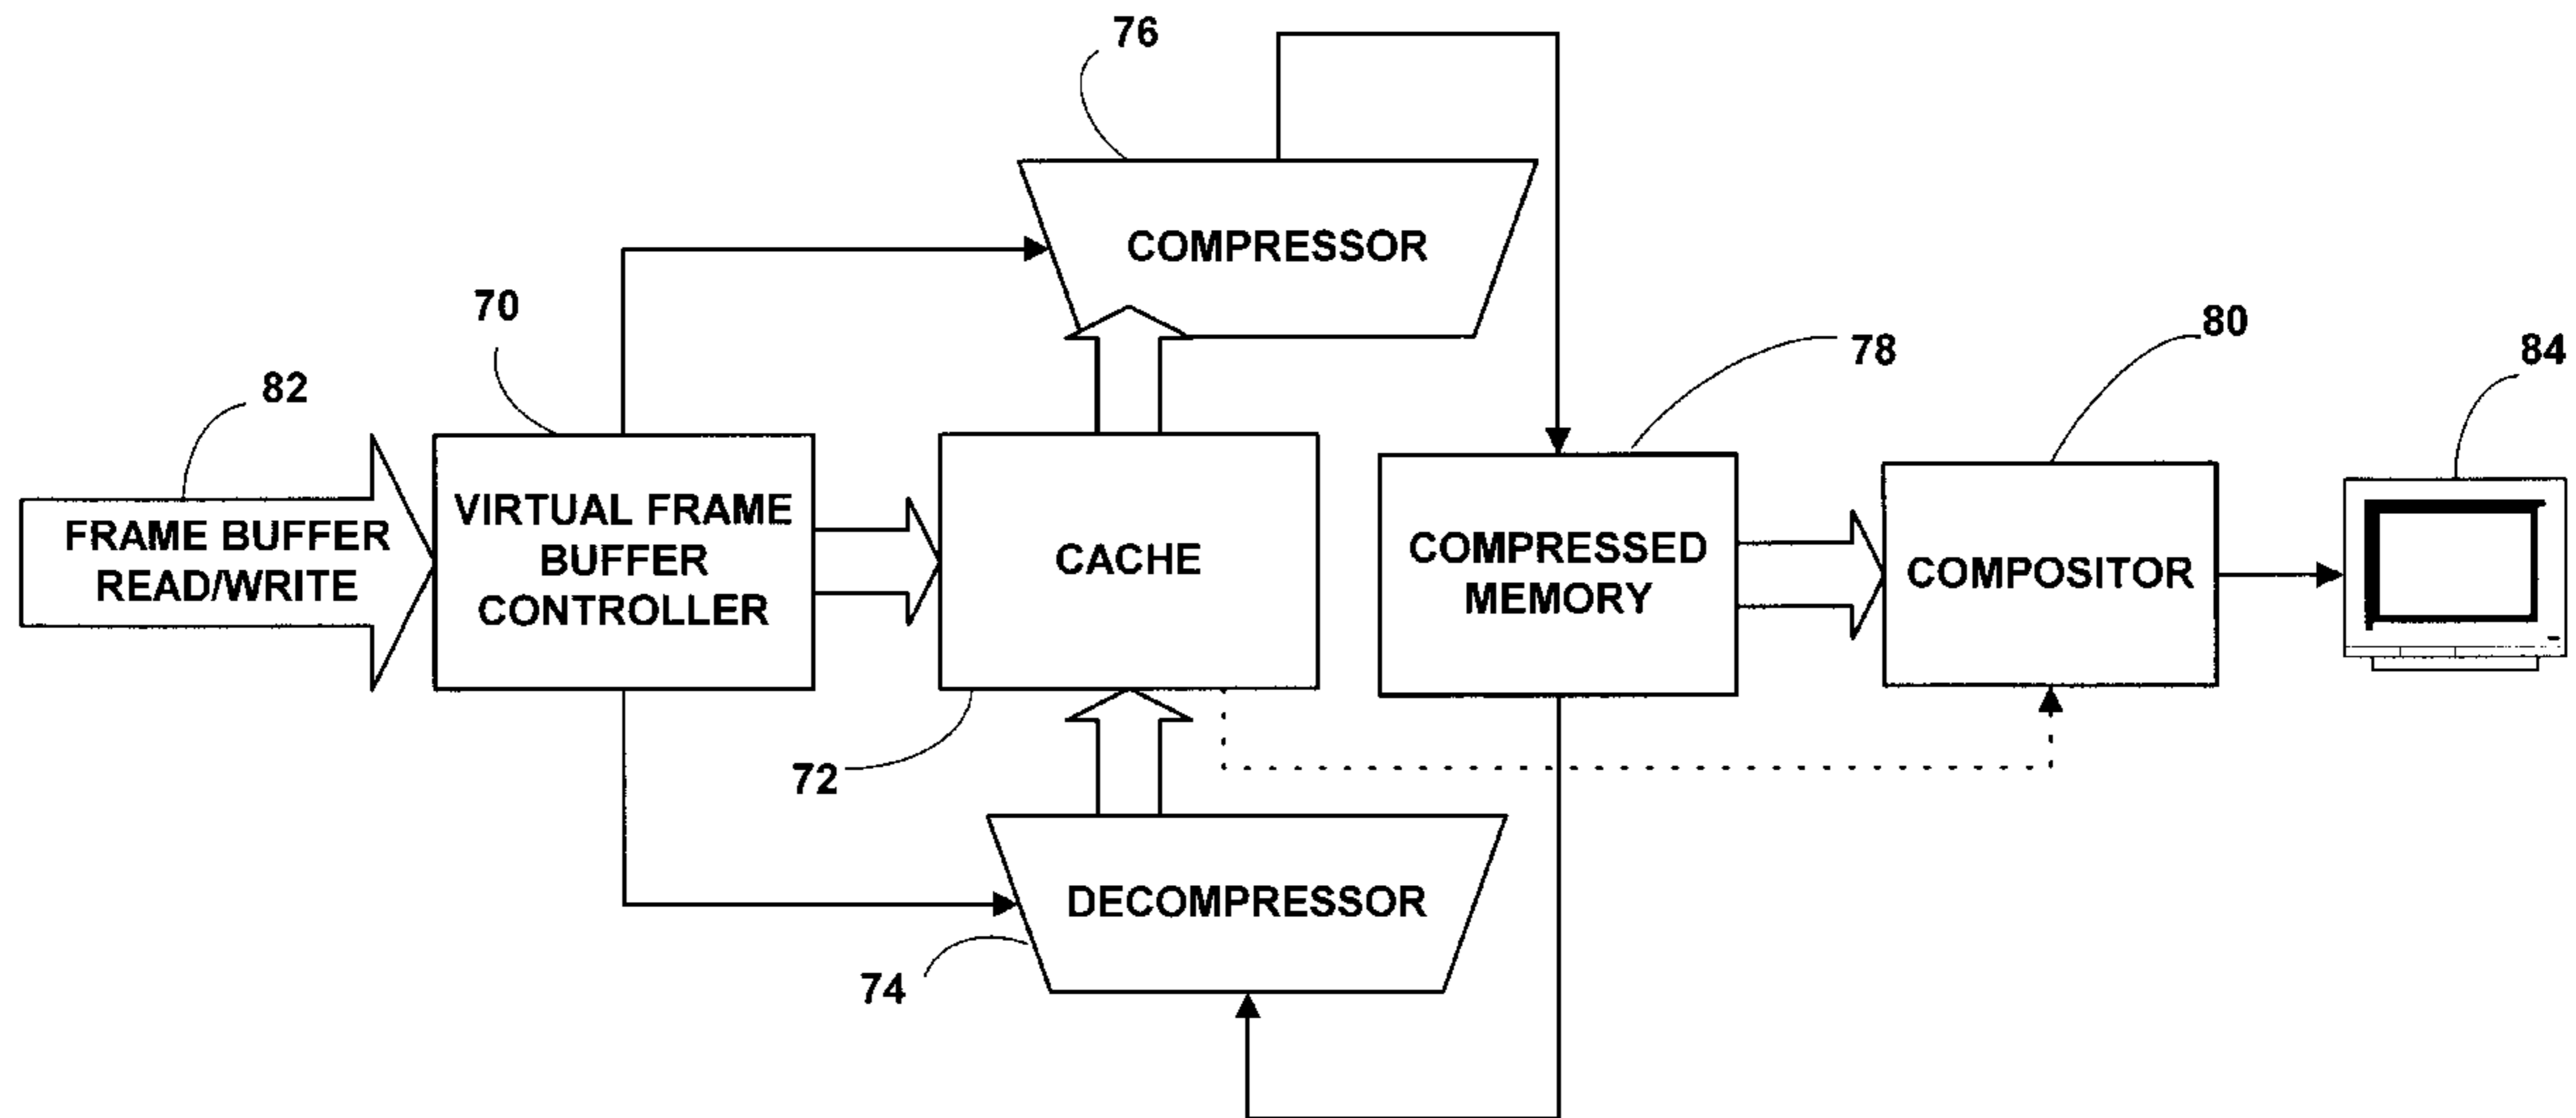 76
COMPRESSOR
70
80
78
84
82
VIRTUAL FRAME
BUFFER
CONTROLLER
FRAME BUFFER
READ/WRITE
CACHE
COMPRESSED
MEMORY
COMPOSITOR
72
DECOMPRESSOR
74